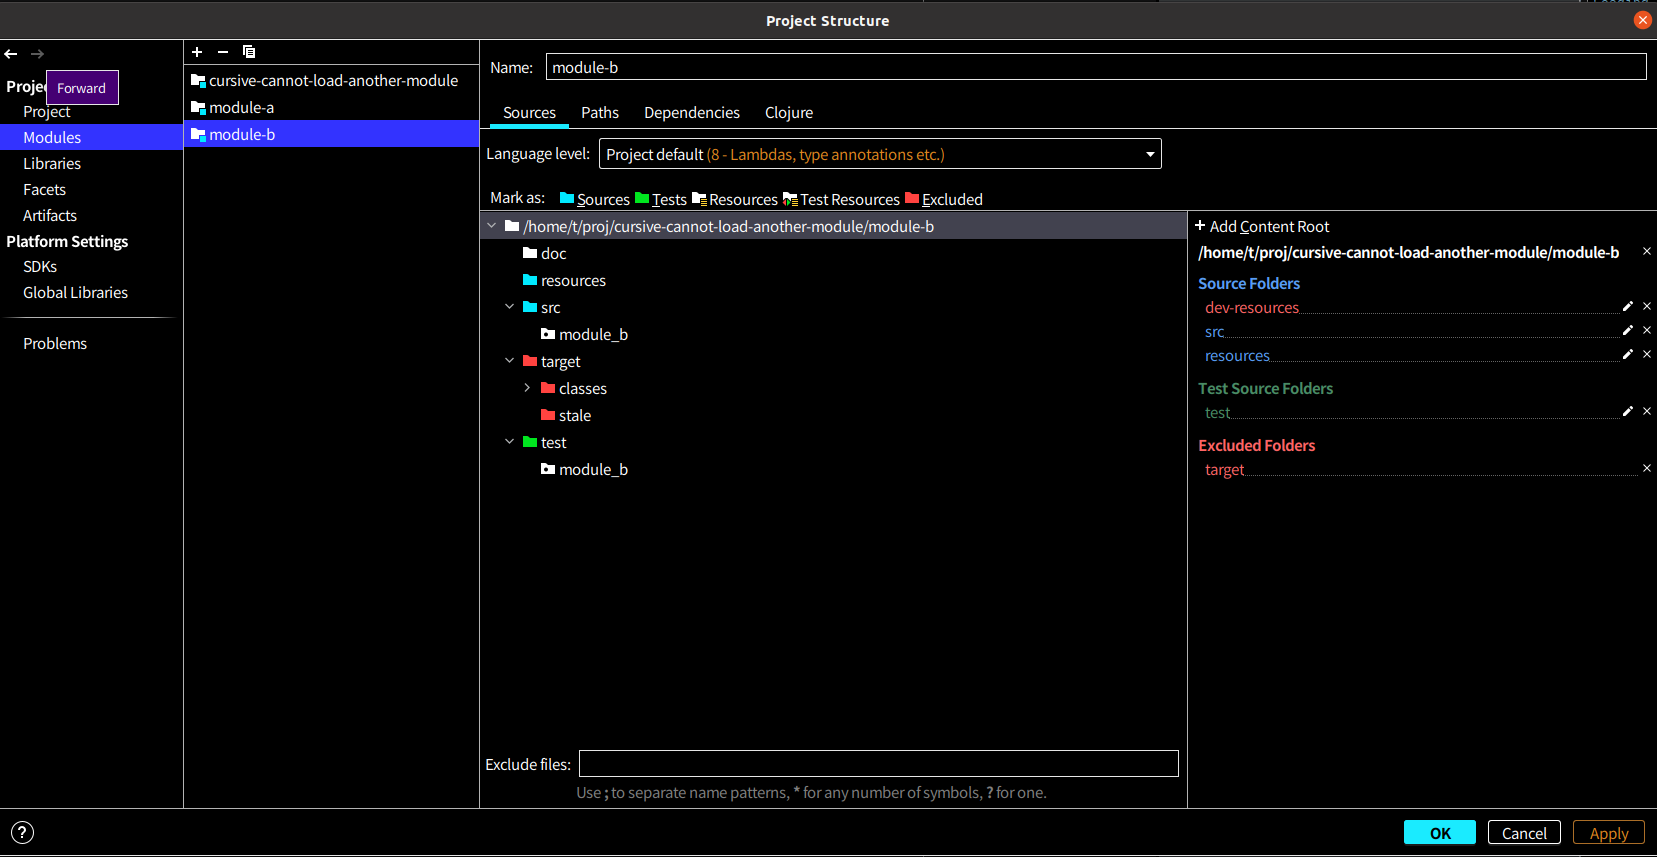 Project Structure
Projec
Forward
Project
Modules
Libraries
Facets
Artifacts
Platform Settings
SDKs
Global Libraries
Problems
cursive-cannot-load-another-module
module-a
module-b
Name: module-b
Sources Paths Dependencies Clojure
Language level: Project default (8 - Lambdas, type annotations etc.)
Mark as: Sources Tests Resources Test Resources Excluded
/home/t/proj/cursive-cannot-load-another-module/module-b
doc
resources
src
module_b
target
classes
stale
test
module_b
Exclude files:
Use ; to separate name patterns, * for any number of symbols, ? for one.
+ Add Content Root
/home/t/proj/cursive-cannot-load-another-module/module-b
Source Folders
dev-resources
src
resources
Test Source Folders
test
Excluded Folders
target
?
OK Cancel Apply